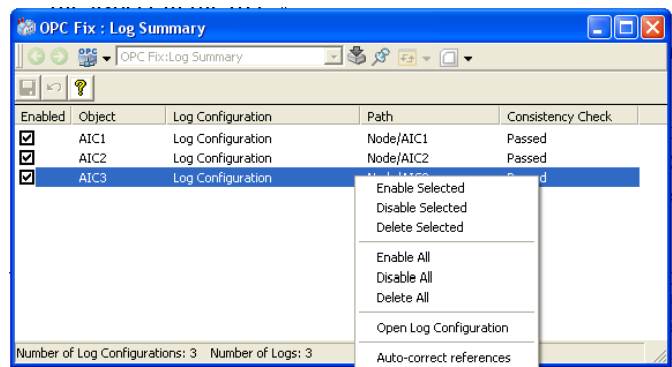 OPC Fix : Log Summary
OPC OPC Fix:Log Summary
Enabled Object Log Configuration Path Consistency Check
AIC1 Log Configuration Node/AIC1 Passed
AIC2 Log Configuration Node/AIC2 Passed
AIC3 Log Configuration
Enable Selected
Disable Selected
Delete Selected
Enable All
Disable All
Delete All
Open Log Configuration
Number of Log Configurations: 3 Number of Logs: 3
Auto-correct references